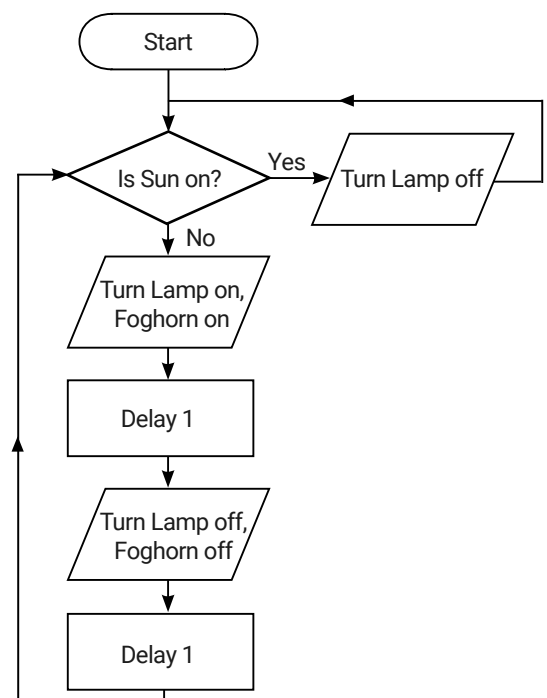 Start
Is Sun on?
Yes
Turn Lamp off
No
Turn Lamp on,
Foghorn on
Delay 1
Turn Lamp off,
Foghorn off
Delay 1